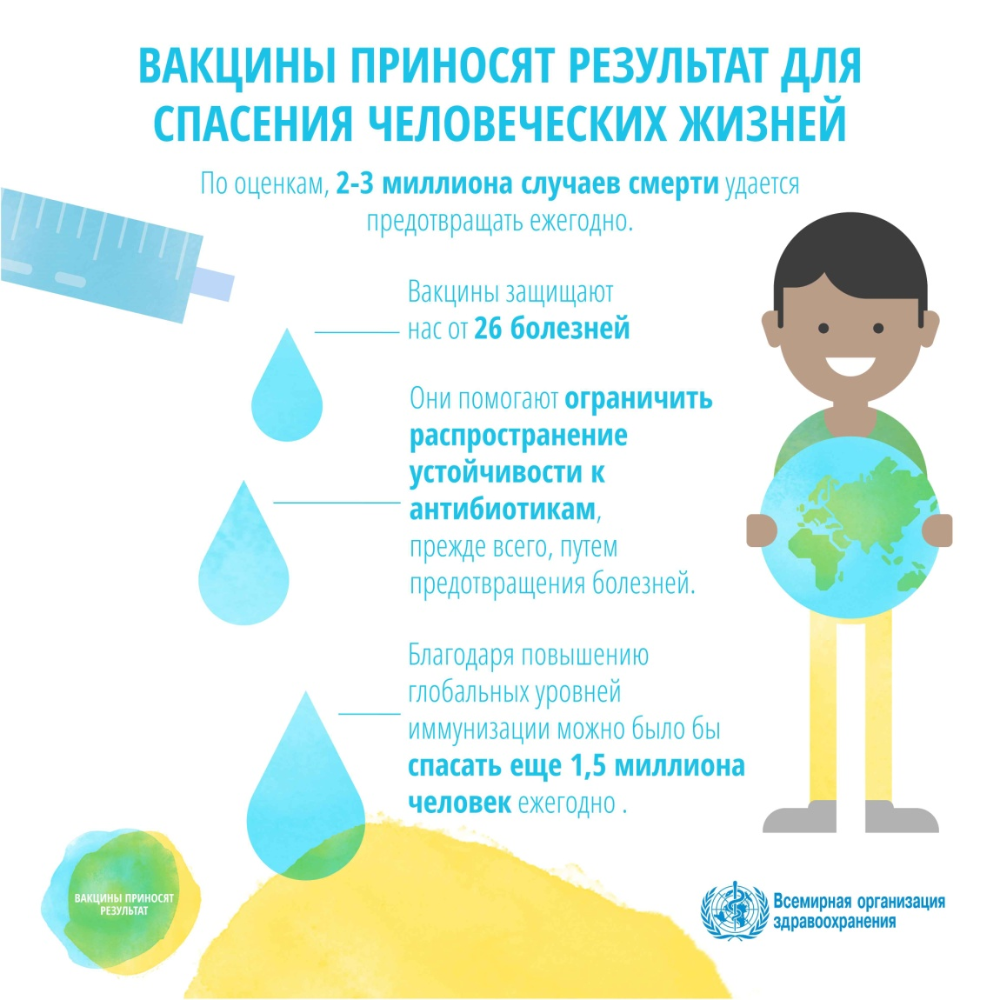 ВАКЦИНЫ ПРИНОСЯТ РЕЗУЛЬТАТ ДЛЯ
СПАСЕНИЯ ЧЕЛОВЕЧЕСКИХ ЖИЗНЕЙ
По оценкам, 2-3 миллиона случаев смерти удается
предотвращать ежегодно.
Вакцины защищают
нас от 26 болезней
Они помогают ограничить
распространение
устойчивости к
антибиотикам,
прежде всего, путем
предотвращения болезней.
Благодаря повышению
глобальных уровней
иммунизации можно было бы
спасать еще 1,5 миллиона
человек ежегодно .
ВАКЦИНЫ ПРИНОСЯТ
РЕЗУЛЬТАТ
Всемирная организация
здравоохранения